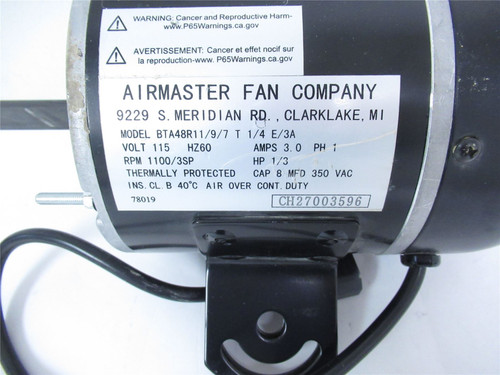 WARNING: Cancer and Reproductive Harm-
www.P65Warnings.ca.gov
AVERTISSEMENT: Cancer et effet nocif sur
la reproduction-www.P65Warnings.ca.gov
AIRMASTER FAN COMPANY
9229 S. MERIDIAN RD., CLARKLAKE, MI
MODEL BTA48R11/9/7 T 1/4 E/3A
VOLT 115 HZ60 AMPS 3.0 PH 1
RPM 1100/3SP HP 1/3
THERMALLY PROTECTED CAP 8 MFD 350 VAC
INS.CL.B 40°C AIR OVER CONT.DUTY
78019 CH27003596